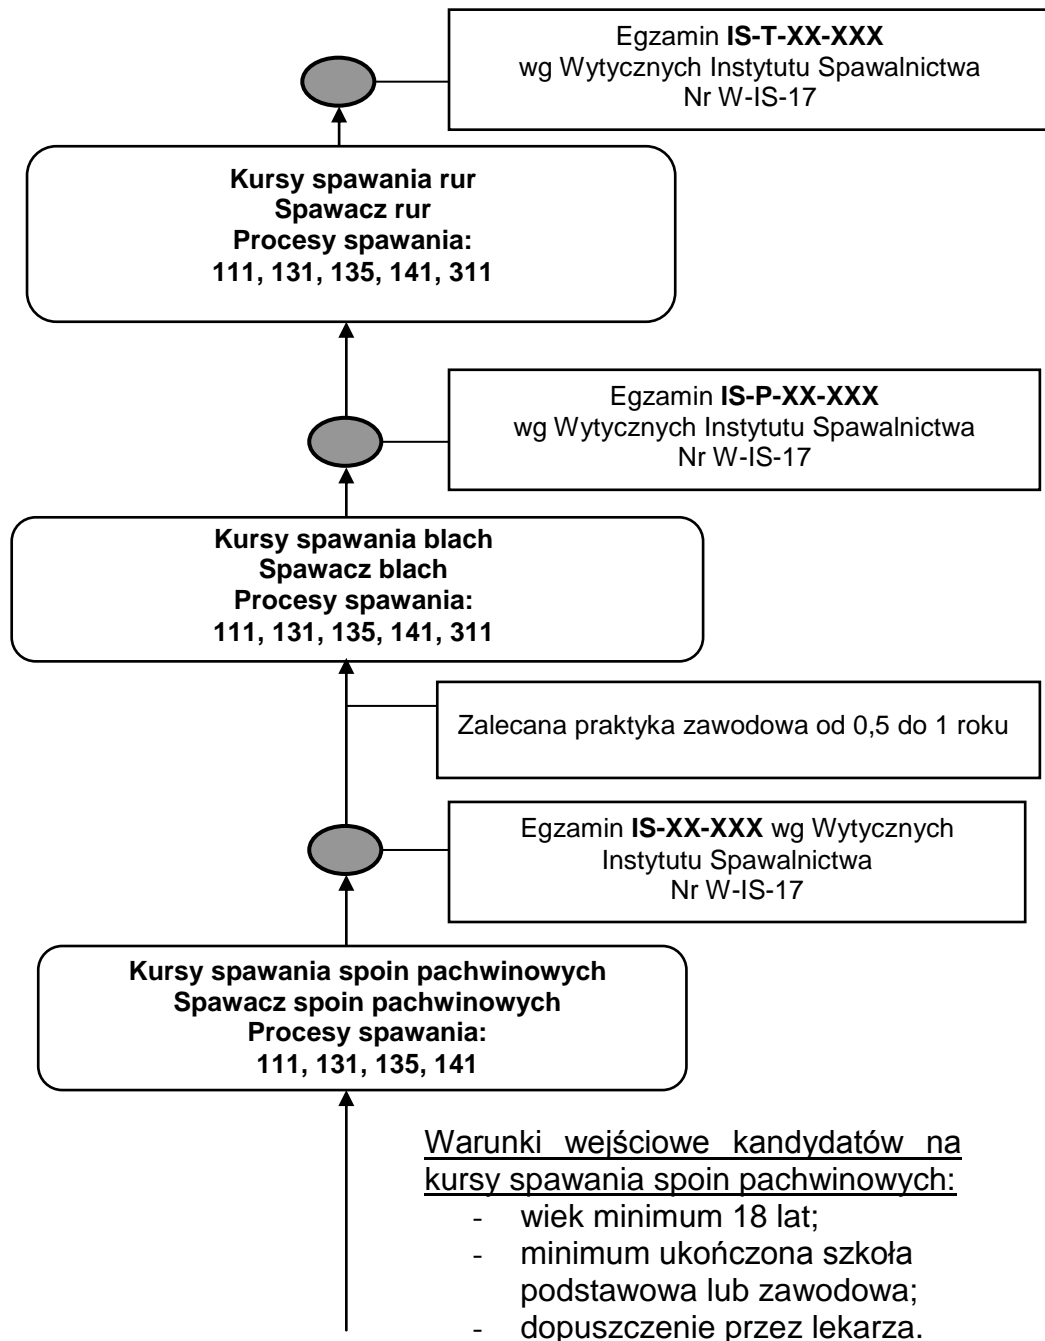 Egzamin IS-T-XX-XXX
wg Wytycznych Instytutu Spawalnictwa
Nr W-IS-17
Kursy spawania rur
Spawacz rur
Procesy spawania:
111, 131, 135, 141, 311
Egzamin IS-P-XX-XXX
wg Wytycznych Instytutu Spawalnictwa
Nr W-IS-17
Kursy spawania blach
Spawacz blach
Procesy spawania:
111, 131, 135, 141, 311
Zalecana praktyka zawodowa od 0,5 do 1 roku
Egzamin IS-XX-XXX wg Wytycznych
Instytutu Spawalnictwa
Nr W-IS-17
Kursy spawania spoin pachwinowych
Spawacz spoin pachwinowych
Procesy spawania:
111, 131, 135, 141
Warunki wejściowe kandydatów na
kursy spawania spoin pachwinowych:
- wiek minimum 18 lat;
- minimum ukończona szkoła
podstawowa lub zawodowa;
- dopuszczenie przez lekarza.